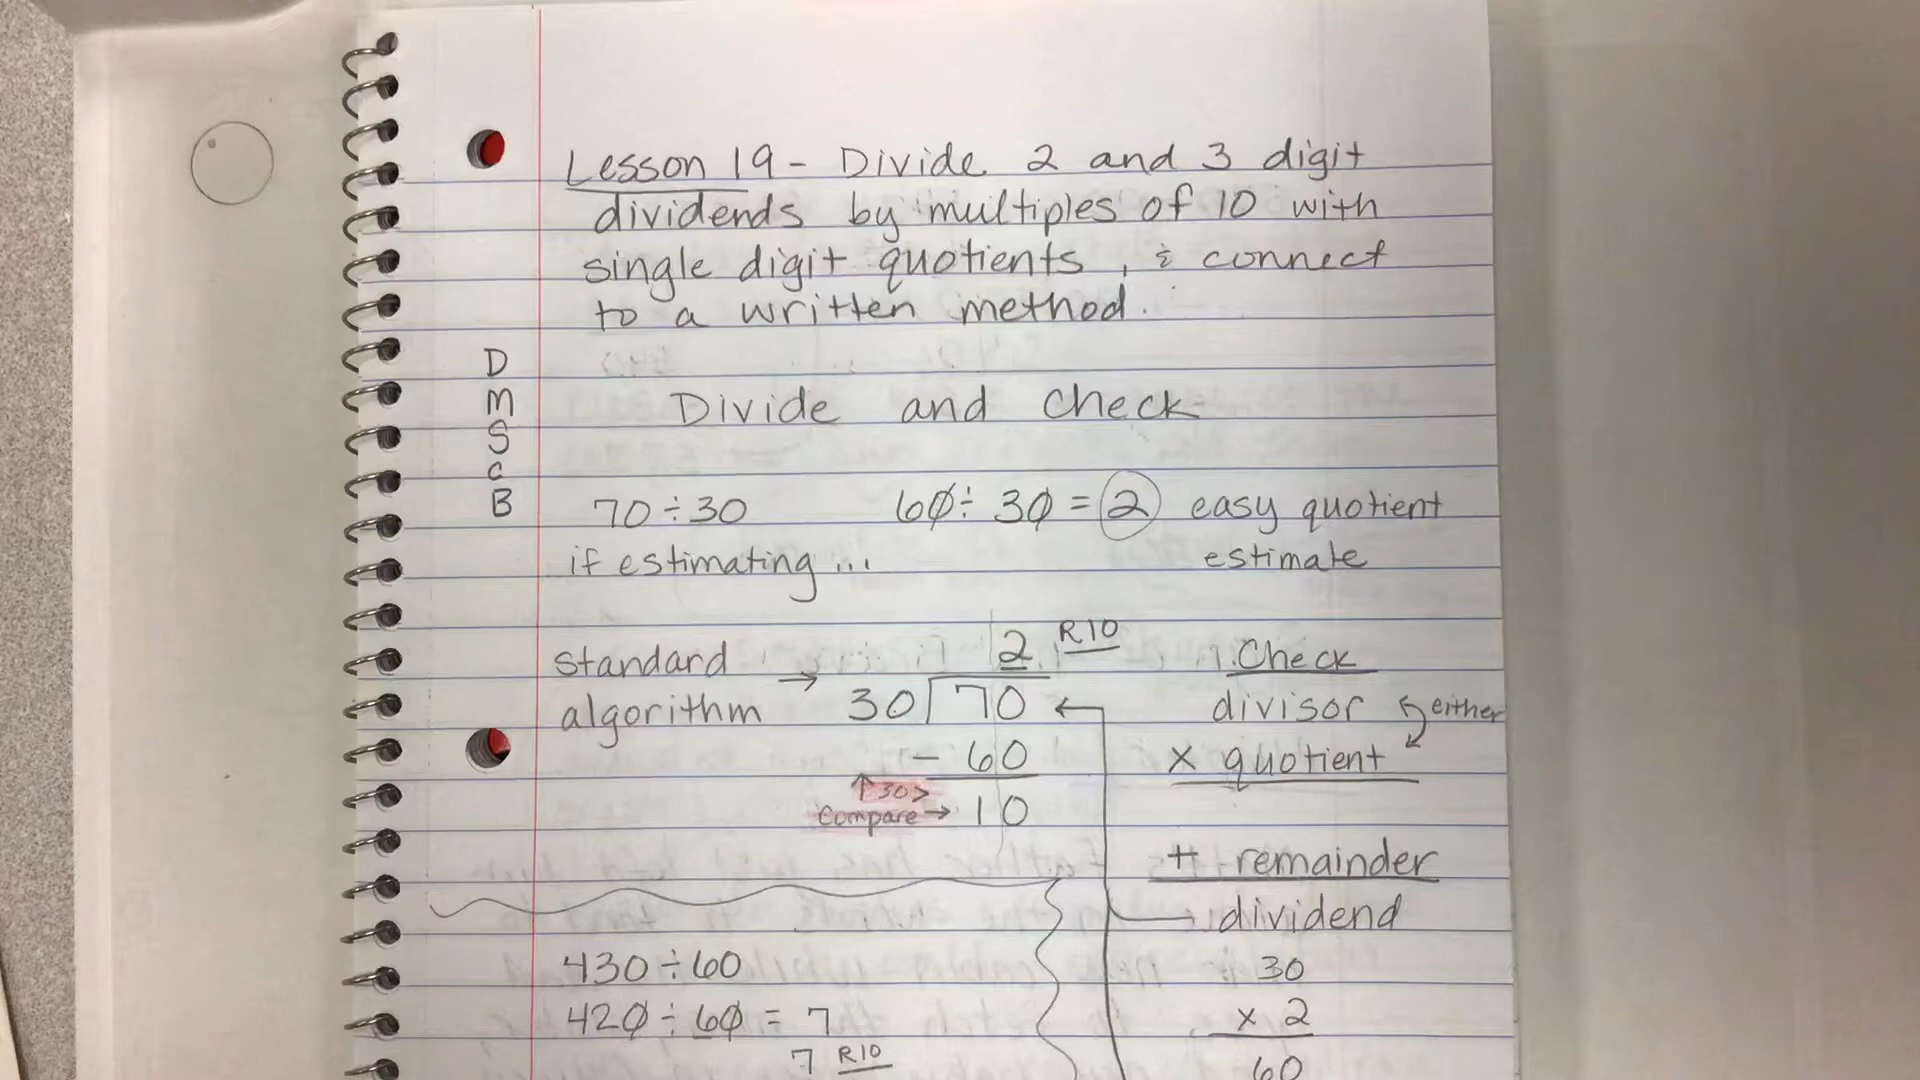 Lesson 19 - Divide 2 and 3 digit
dividends by multiples of 10 with
single digit quotients, & connect
to a written method.
D
M
S
C
B
Divide and check
70 ÷ 30
60 ÷ 30 = 2 easy quotient
estimate
if estimating...
standard
algorithm
→
2 R10
30 70
- 60
↑ 30 >
Compare → 10
Check
divisor either
x quotient
+ remainder
dividend
30
x 2
60
430 ÷ 60
420 ÷ 60 = 7
7 R10